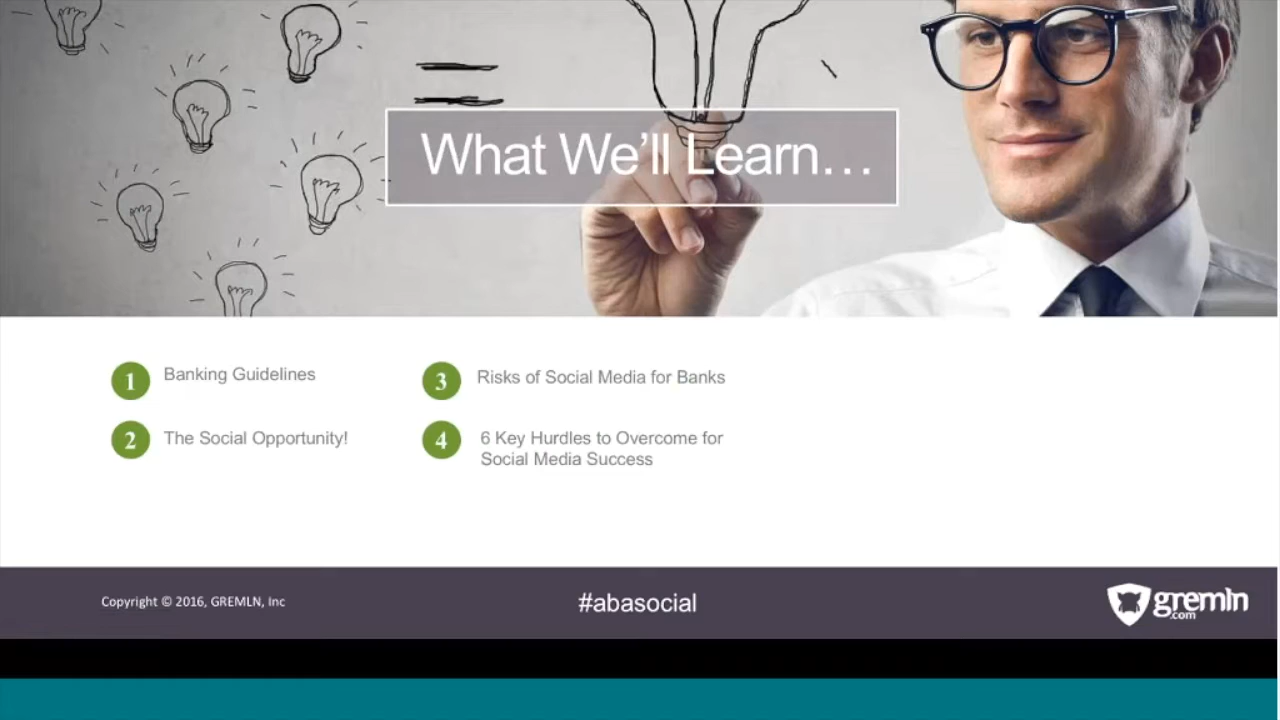 What We'll Learn...
1 Banking Guidelines
2 The Social Opportunity!
3 Risks of Social Media for Banks
4 6 Key Hurdles to Overcome for
Social Media Success
Copyright © 2016, GREMLN, Inc
#abasocial
gremln
.com